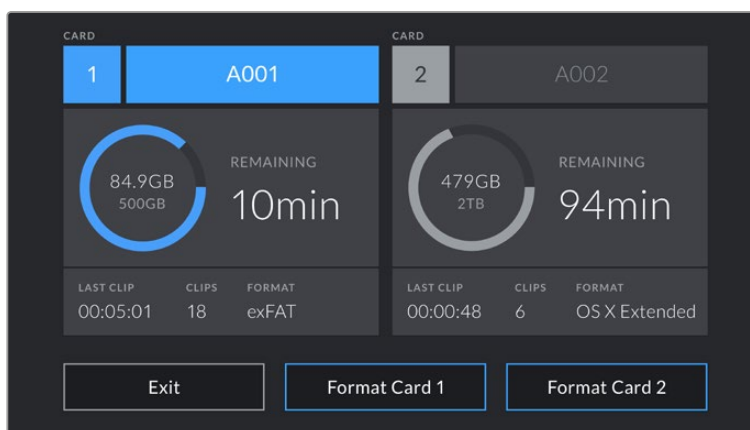 CARD
1 A001
84.9GB
500GB
REMAINING
10min
LAST CLIP CLIPS FORMAT
00:05:01 18 exFAT
CARD
2 A002
479GB
2TB
REMAINING
94min
LAST CLIP CLIPS FORMAT
00:00:48 6 OS X Extended
Exit Format Card 1 Format Card 2